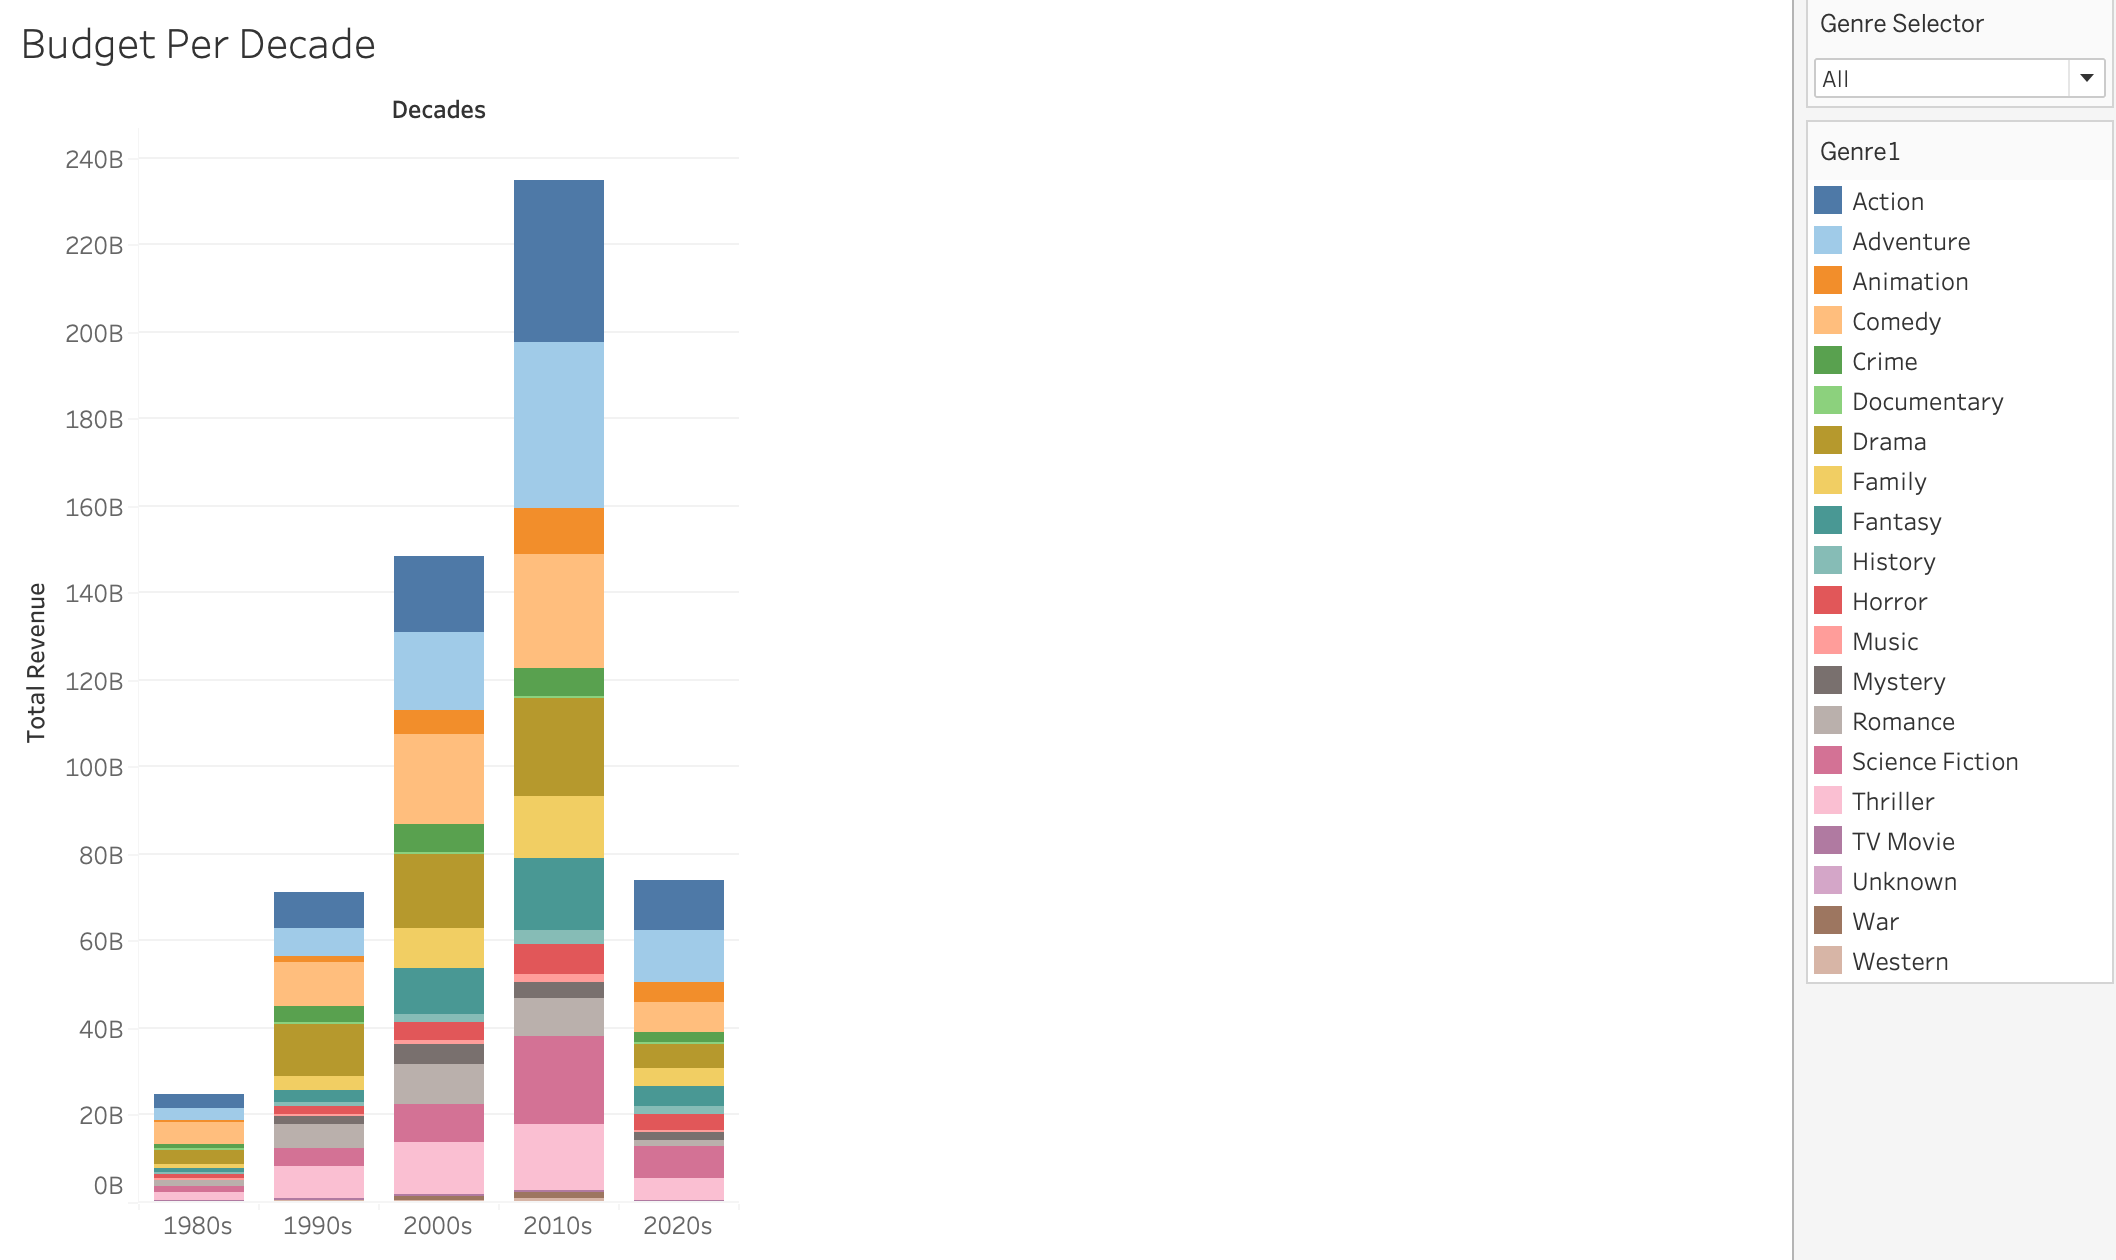 Budget Per Decade
Decades
Total Revenue
240B
220B
200B
180B
160B
140B
120B
100B
80B
60B
40B
20B
0B
1980s
1990s
2000s
2010s
2020s
Genre Selector
All
Genre1
Action
Adventure
Animation
Comedy
Crime
Documentary
Drama
Family
Fantasy
History
Horror
Music
Mystery
Romance
Science Fiction
Thriller
TV Movie
Unknown
War
Western